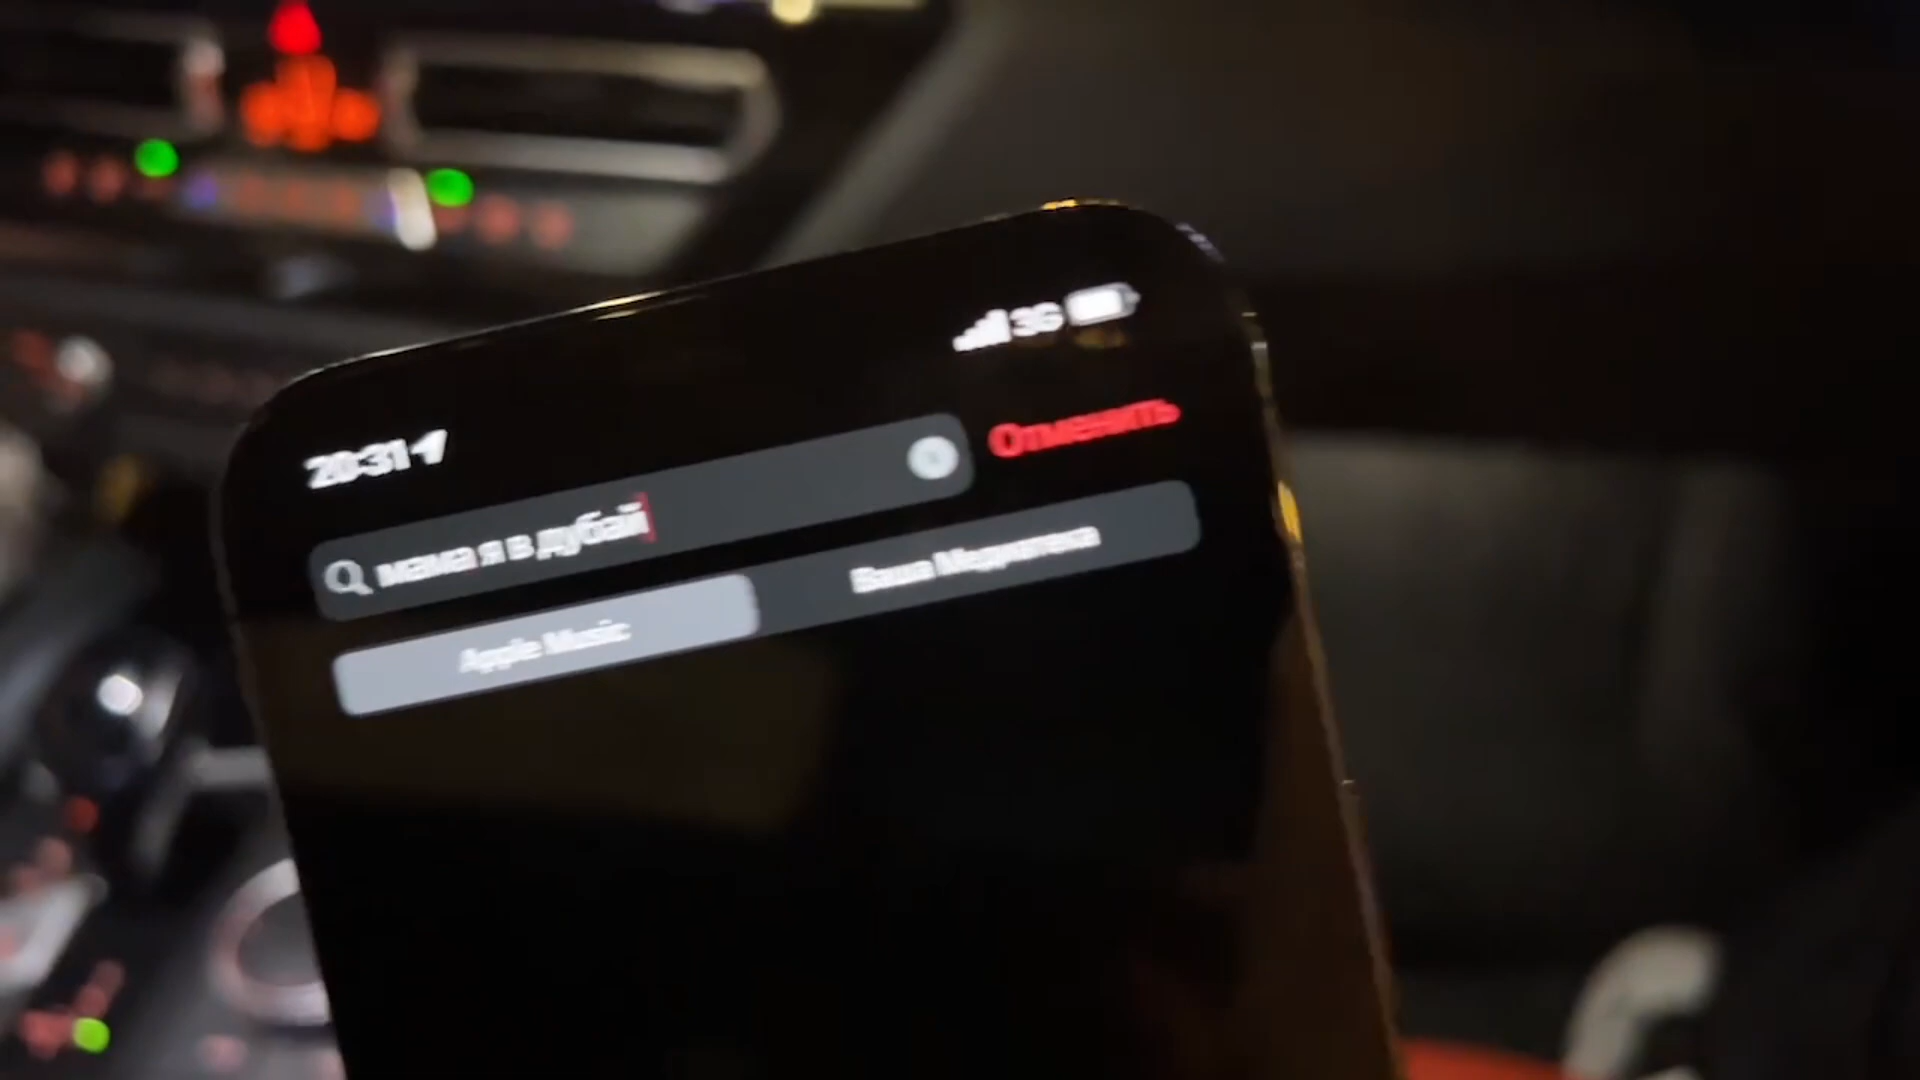 3G
20:31
Отменить
мама я в дубай
Ваша Медиатека
Apple Music